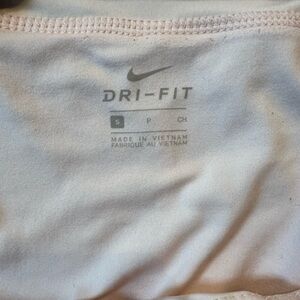 DRI-FIT
S P CH
MADE IN VIETNAM
FABRIQUÉ AU VIETNAM